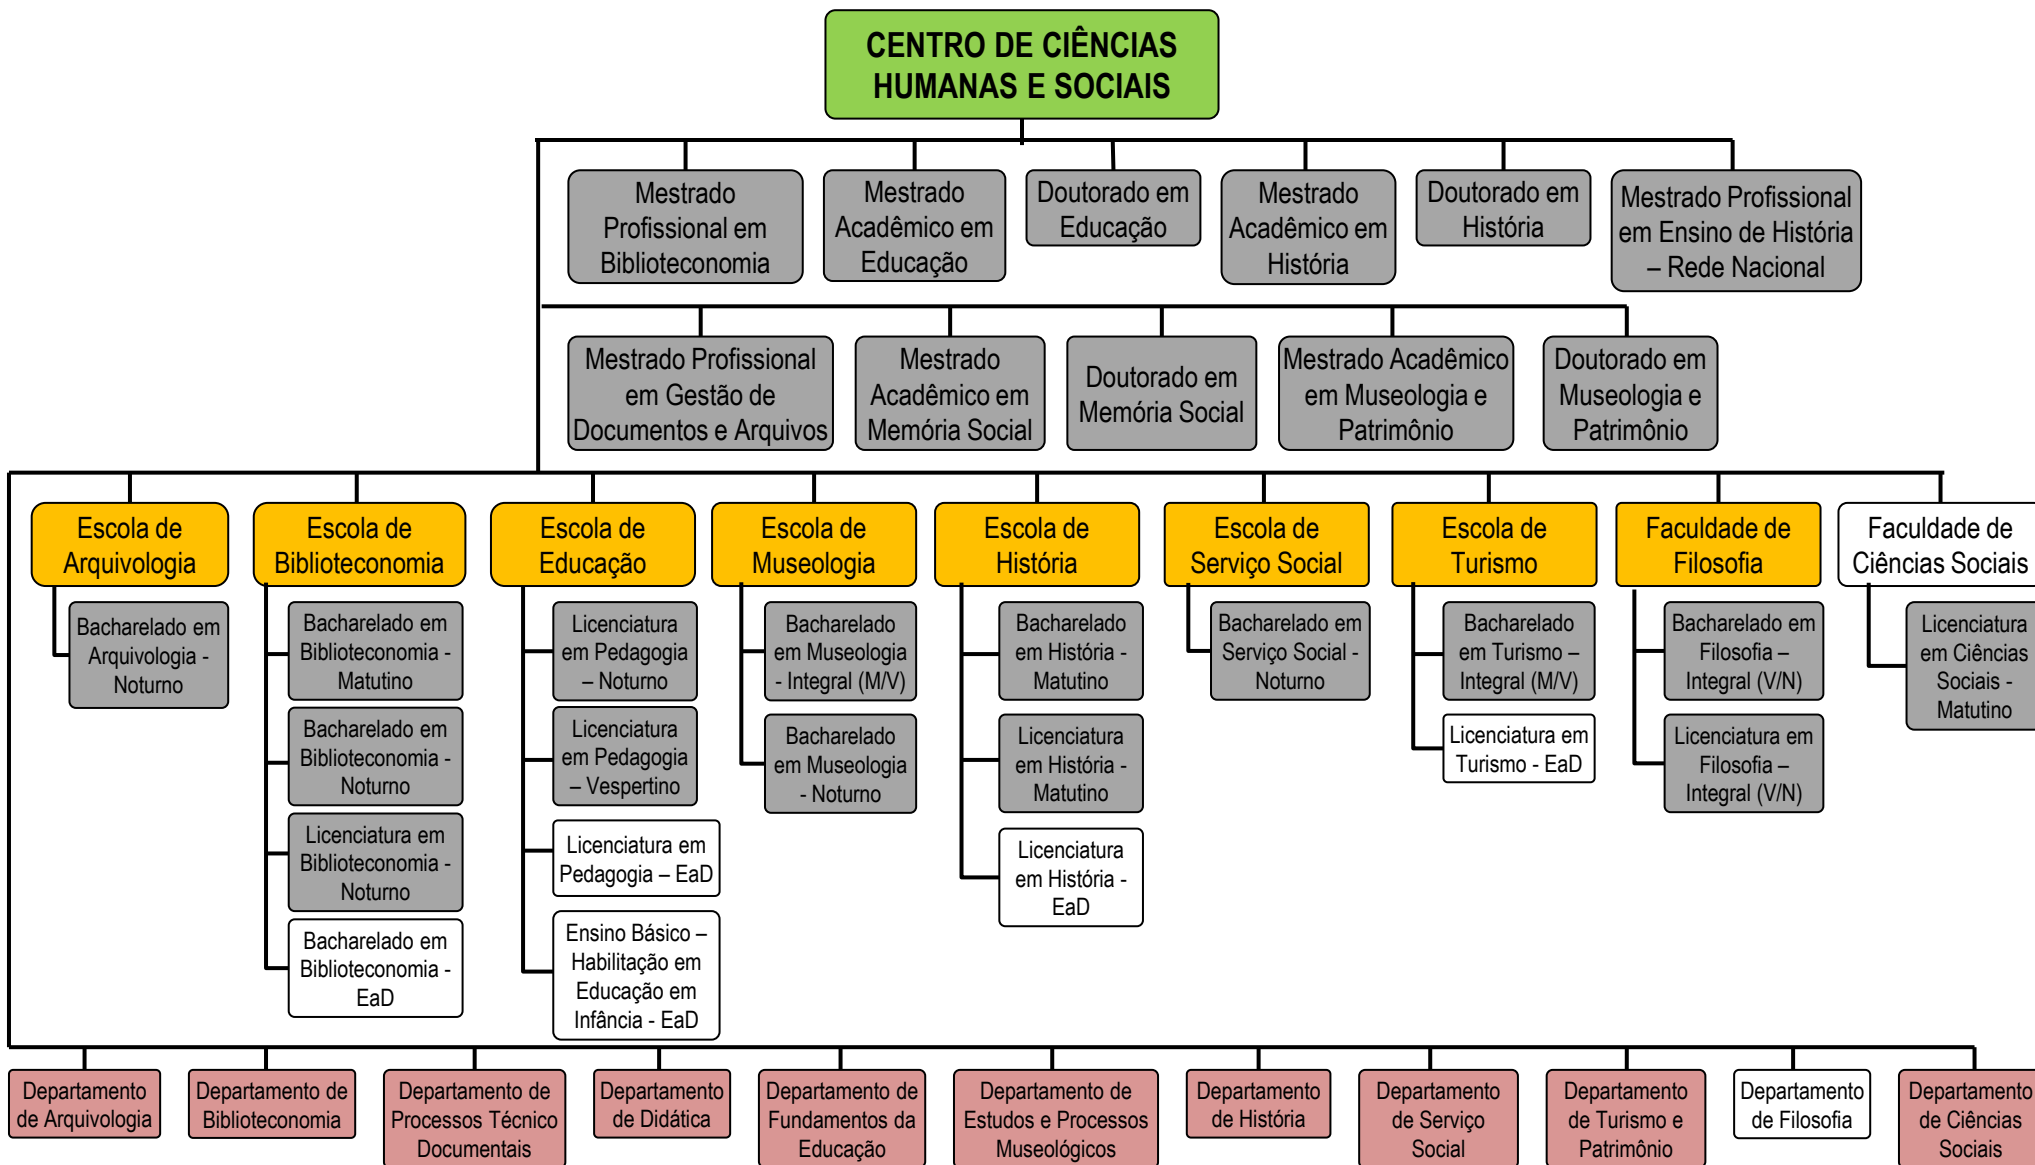 CENTRO DE CIÊNCIAS
HUMANAS E SOCIAIS
Mestrado
Profissional em
Biblioteconomia
Mestrado
Acadêmico em
Educação
Doutorado em
Educação
Mestrado
Acadêmico em
História
Doutorado em
História
Mestrado Profissional
em Ensino de História
– Rede Nacional
Mestrado Profissional
em Gestão de
Documentos e Arquivos
Mestrado
Acadêmico em
Memória Social
Doutorado em
Memória Social
Mestrado Acadêmico
em Museologia e
Patrimônio
Doutorado em
Museologia e
Patrimônio
Escola de
Arquivologia
Escola de
Biblioteconomia
Escola de
Educação
Escola de
Museologia
Escola de
História
Escola de
Serviço Social
Escola de
Turismo
Faculdade de
Filosofia
Faculdade de
Ciências Sociais
Bacharelado em
Arquivologia -
Noturno
Bacharelado em
Biblioteconomia -
Matutino
Bacharelado em
Biblioteconomia -
Noturno
Licenciatura em
Biblioteconomia -
Noturno
Bacharelado em
Biblioteconomia -
EaD
Licenciatura
em Pedagogia
– Noturno
Licenciatura
em Pedagogia
– Vespertino
Licenciatura em
Pedagogia – EaD
Ensino Básico –
Habilitação em
Educação em
Infância - EaD
Bacharelado
em Museologia
- Integral (M/V)
Bacharelado
em Museologia
- Noturno
Bacharelado
em História -
Matutino
Licenciatura
em História -
Matutino
Licenciatura
em História -
EaD
Bacharelado em
Serviço Social -
Noturno
Bacharelado
em Turismo –
Integral (M/V)
Licenciatura em
Turismo - EaD
Bacharelado em
Filosofia –
Integral (V/N)
Licenciatura em
Filosofia –
Integral (V/N)
Licenciatura
em Ciências
Sociais -
Matutino
Departamento
de Arquivologia
Departamento de
Biblioteconomia
Departamento de
Processos Técnico
Documentais
Departamento
de Didática
Departamento de
Fundamentos da
Educação
Departamento de
Estudos e Processos
Museológicos
Departamento
de História
Departamento
de Serviço
Social
Departamento
de Turismo e
Patrimônio
Departamento
de Filosofia
Departamento
de Ciências
Sociais